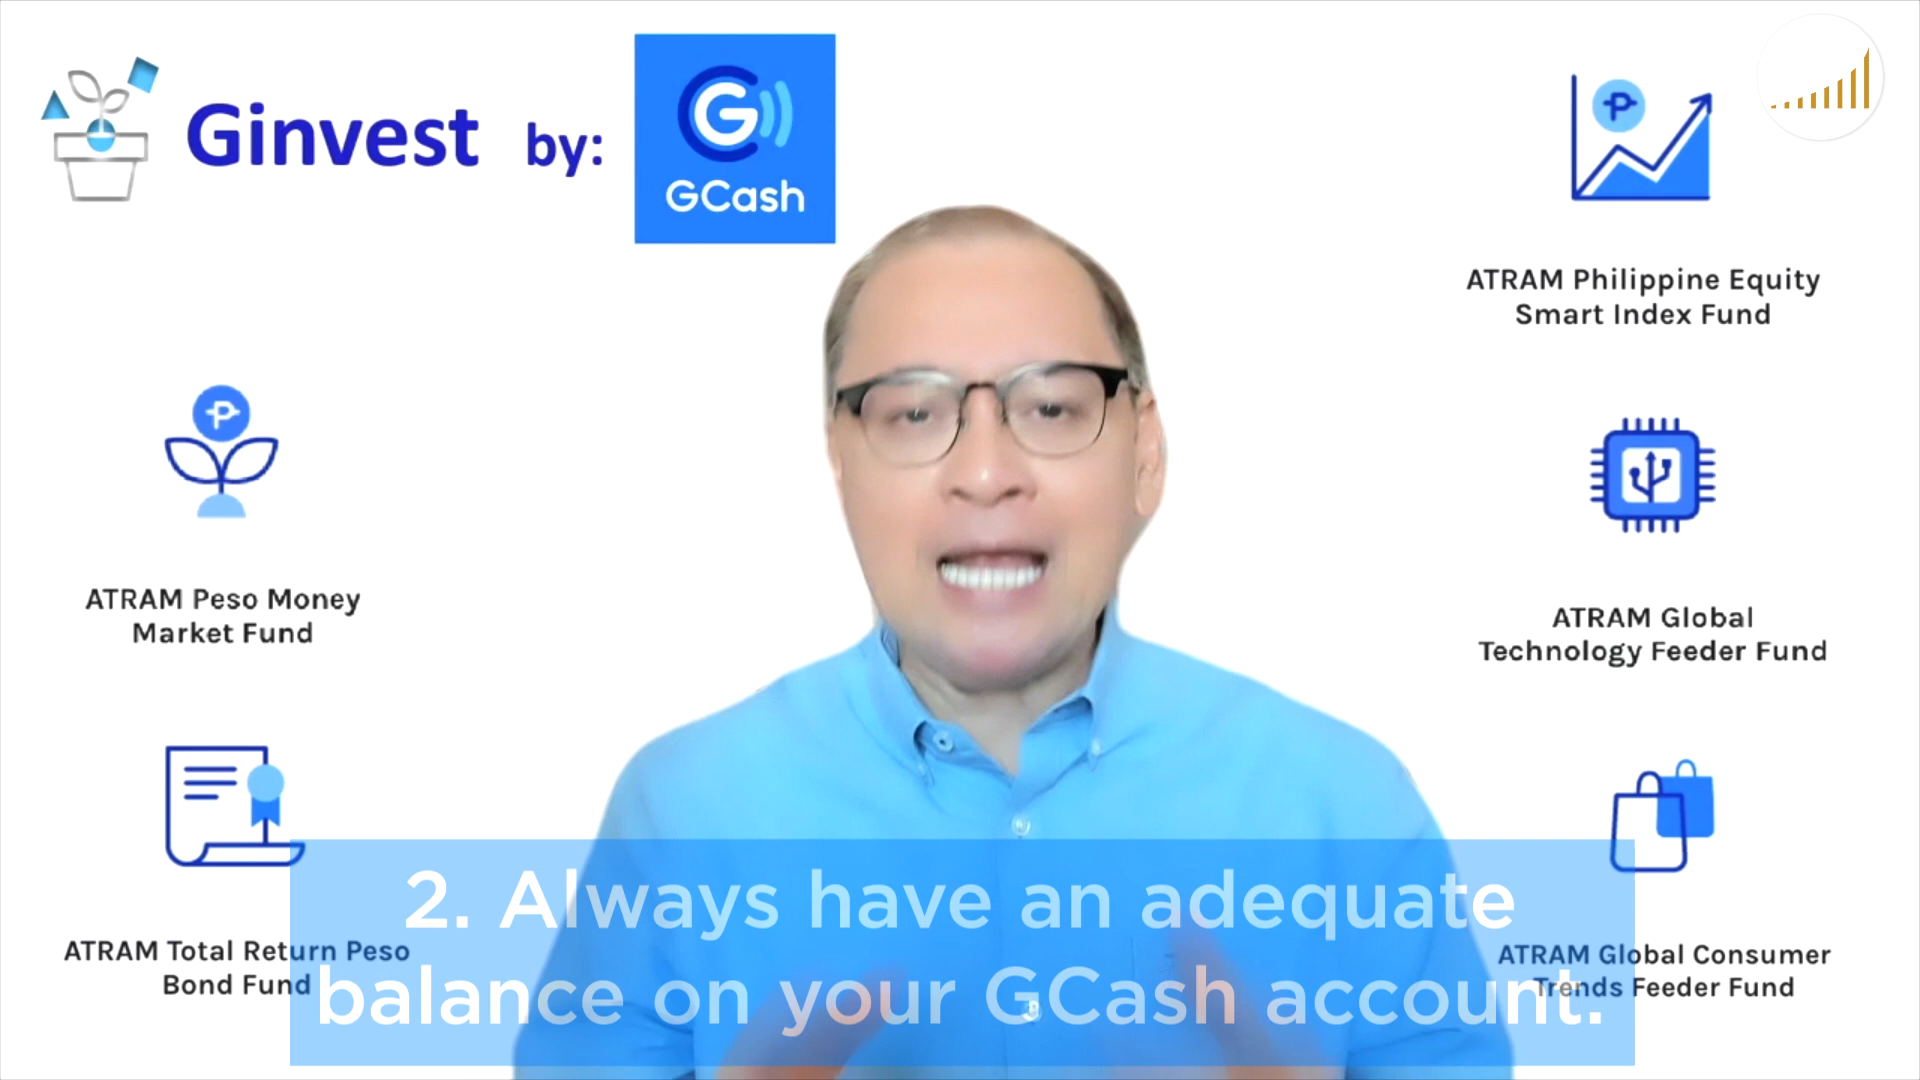 Ginvest by:
G
GCash
ATRAM Philippine Equity
Smart Index Fund
ATRAM Peso Money
Market Fund
ATRAM Global
Technology Feeder Fund
ATRAM Total Return Peso
Bond Fund
ATRAM Global Consumer
Trends Feeder Fund
2. Always have an adequate
balance on your GCash account.